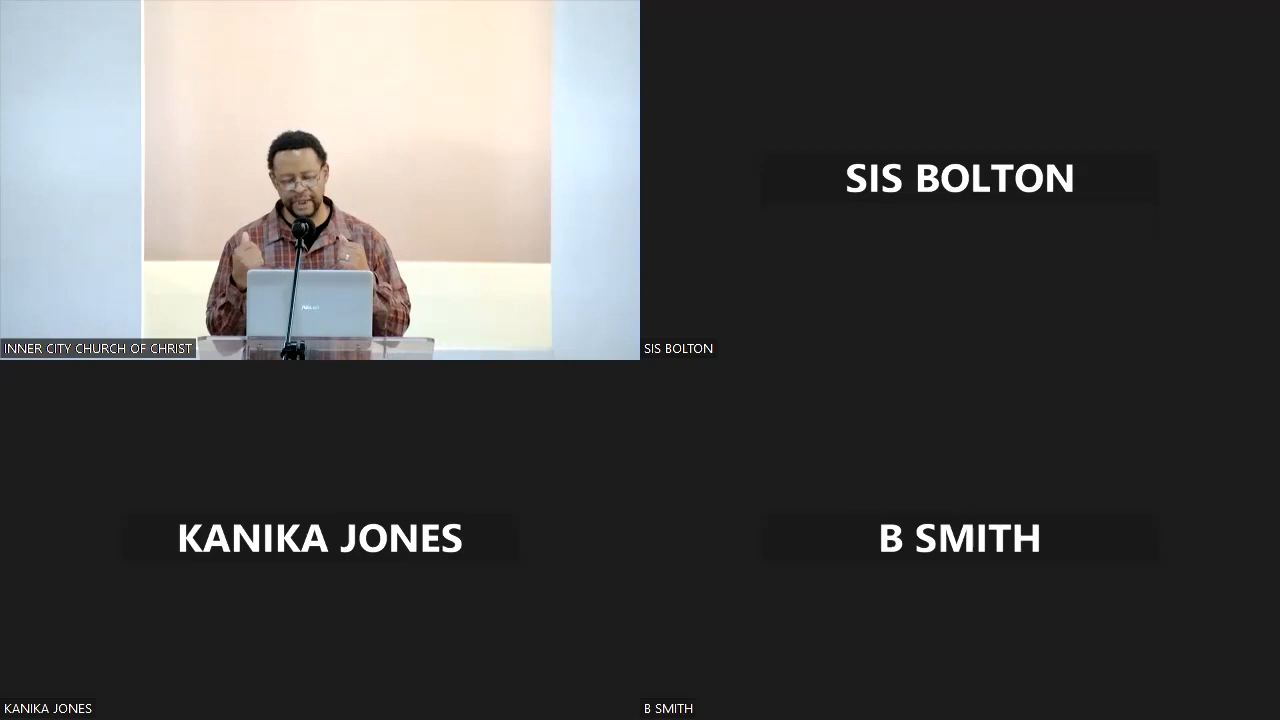 SIS BOLTON
INNER CITY CHURCH OF CHRIST
SIS BOLTON
KANIKA JONES
B SMITH
KANIKA JONES
B SMITH